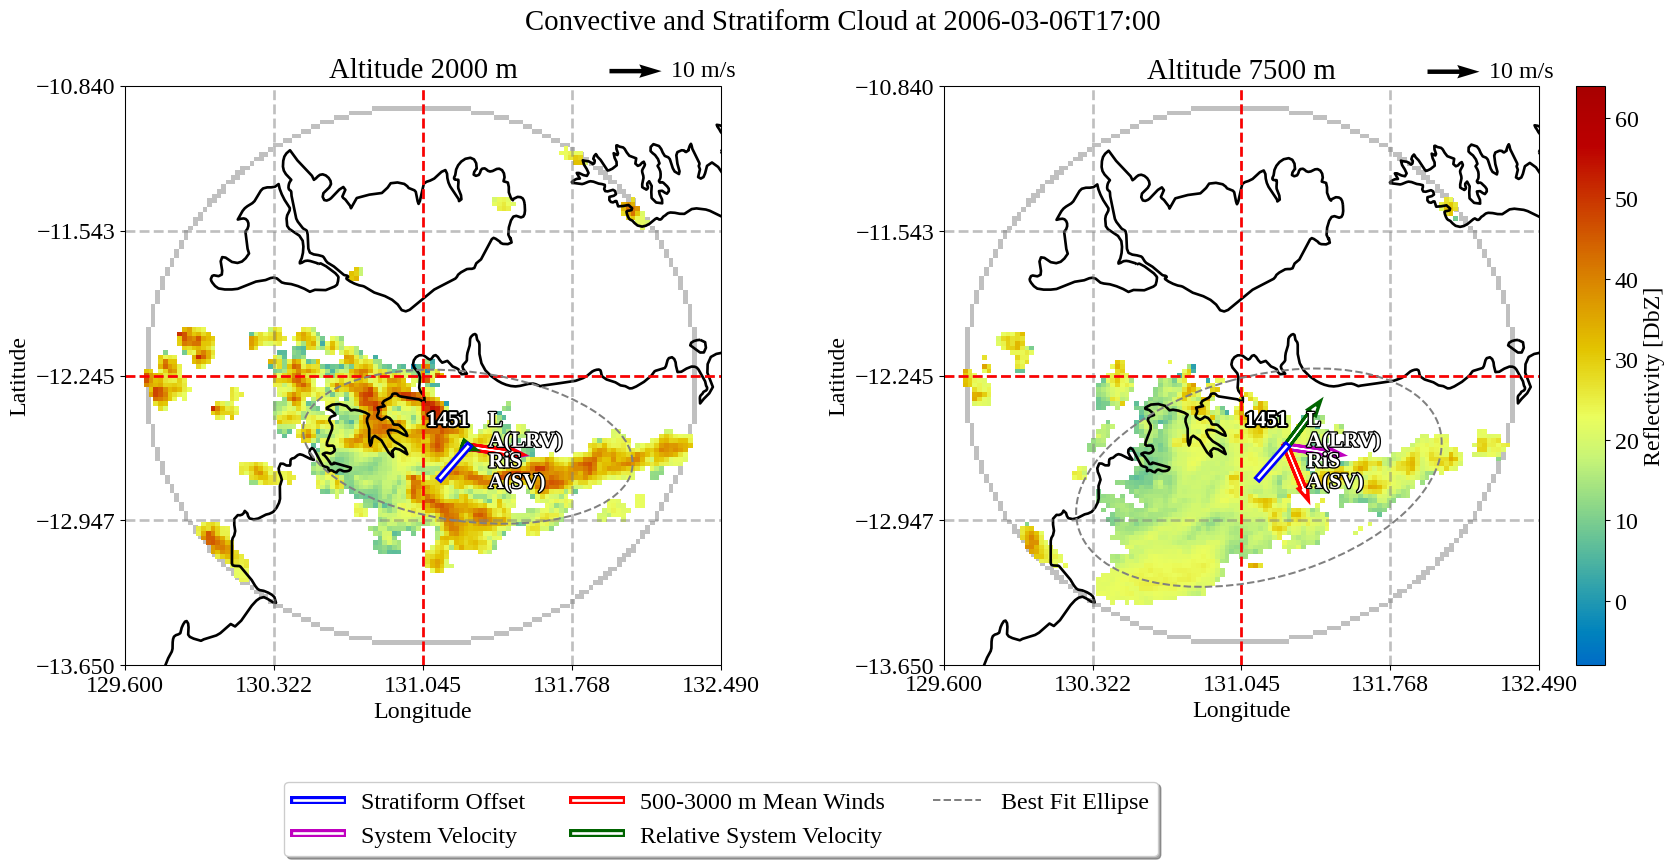 Convective and Stratiform Cloud at 2006-03-06T17:00
Altitude 2000 m
10 m/s
Altitude 7500 m
10 m/s
−10.840
−11.543
−12.245
−12.947
−13.650
Latitude
129.600
130.322
131.045
131.768
132.490
Longitude
1451
L
A(LRV)
RiS
A(SV)
−10.840
−11.543
−12.245
−12.947
−13.650
Latitude
129.600
130.322
131.045
131.768
132.490
Longitude
1451
L
A(LRV)
RiS
A(SV)
60
50
40
30
20
10
0
Reflectivity [DbZ]
Stratiform Offset
System Velocity
500-3000 m Mean Winds
Relative System Velocity
Best Fit Ellipse